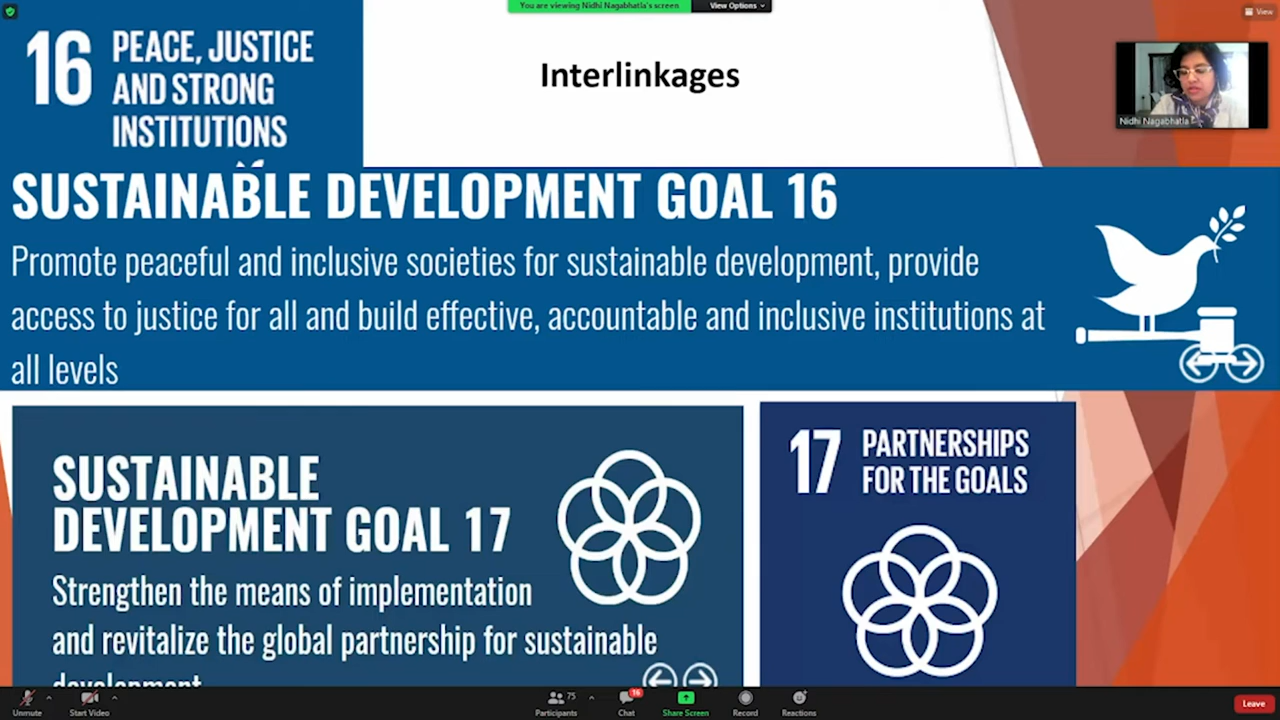 You are viewing Nidhi Nagabhatla's screen
View Options
View
16 PEACE, JUSTICE
AND STRONG
INSTITUTIONS
Interlinkages
Nidhi Nagabhatla
SUSTAINABLE DEVELOPMENT GOAL 16
Promote peaceful and inclusive societies for sustainable development, provide
access to justice for all and build effective, accountable and inclusive institutions at
all levels
SUSTAINABLE
DEVELOPMENT GOAL 17
Strengthen the means of implementation
and revitalize the global partnership for sustainable
development
17 PARTNERSHIPS
FOR THE GOALS
Unmute
Start Video
75
Participants
16
Chat
Share Screen
Record
Reactions
Leave